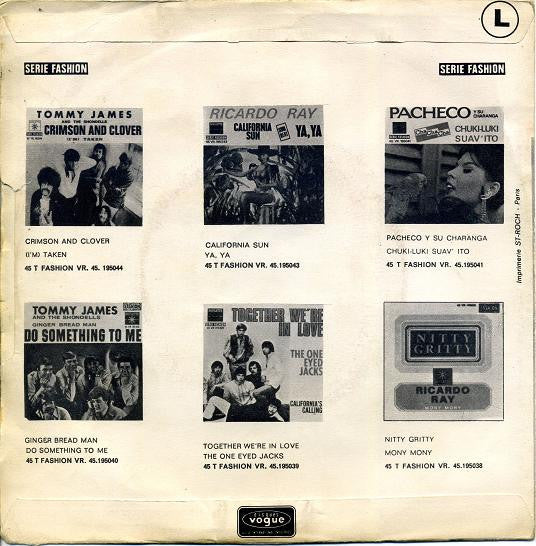 L
SERIE FASHION
SERIE FASHION
TOMMY JAMES
AND THE SHONDELLS
CRIMSON AND CLOVER
(I'M) TAKEN
RICARDO RAY
CALIFORNIA SUN
YA, YA
PACHECO Y SU CHARANGA
CHUKI-LUKI
SUAV'ITO
CRIMSON AND CLOVER
(I'M) TAKEN
45 T FASHION VR. 45. 195044
CALIFORNIA SUN
YA, YA
45 T FASHION VR. 45.195043
PACHECO Y SU CHARANGA
CHUKI-LUKI SUAV' ITO
45 T FASHION VR. 45.195041
Imprimerie ST-ROCH - Paris
TOMMY JAMES
AND THE SHONDELLS
GINGER BREAD MAN
DO SOMETHING TO ME
TOGETHER WE'RE
IN LOVE
THE ONE
EYED
JACKS
CALIFORNIA'S
CALLING
NITTY
GRITTY
RICARDO
RAY
MONY MONY
GINGER BREAD MAN
DO SOMETHING TO ME
45 T FASHION VR. 45.195040
TOGETHER WE'RE IN LOVE
THE ONE EYED JACKS
45 T FASHION VR. 45.195039
NITTY GRITTY
MONY MONY
45 T FASHION VR. 45.195038
disques
vogue